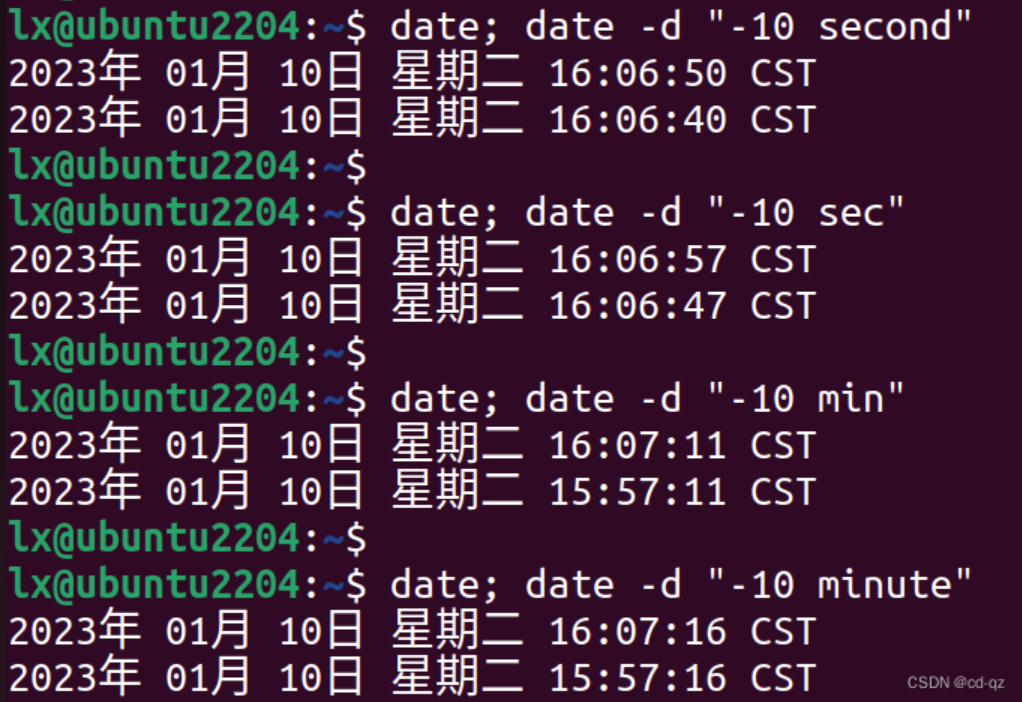 lx@ubuntu2204:~$ date; date -d "-10 second"
2023年 01月 10日 星期二 16:06:50 CST
2023年 01月 10日 星期二 16:06:40 CST
lx@ubuntu2204:~$
lx@ubuntu2204:~$ date; date -d "-10 sec"
2023年 01月 10日 星期二 16:06:57 CST
2023年 01月 10日 星期二 16:06:47 CST
lx@ubuntu2204:~$
lx@ubuntu2204:~$ date; date -d "-10 min"
2023年 01月 10日 星期二 16:07:11 CST
2023年 01月 10日 星期二 15:57:11 CST
lx@ubuntu2204:~$
lx@ubuntu2204:~$ date; date -d "-10 minute"
2023年 01月 10日 星期二 16:07:16 CST
2023年 01月 10日 星期二 15:57:16 CST
CSDN @cd-qz